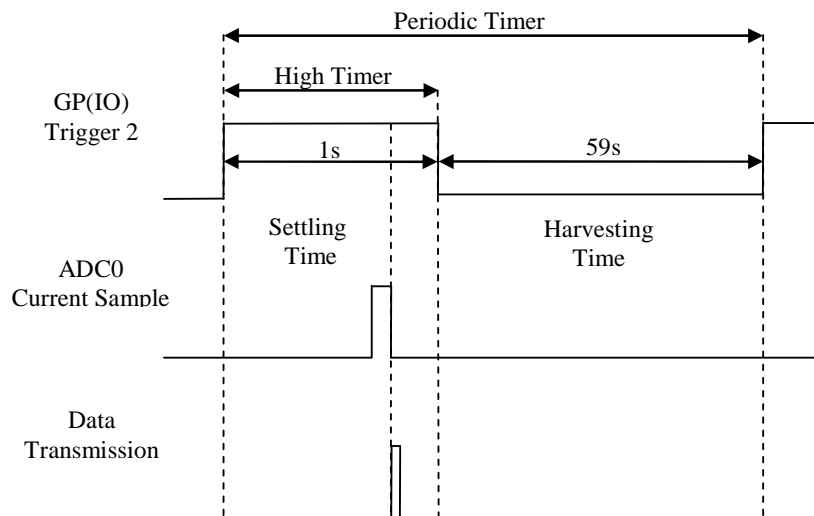 Periodic Timer
High Timer
GP(IO)
Trigger 2
1s
59s
Settling
Time
Harvesting
Time
ADC0
Current Sample
Data
Transmission